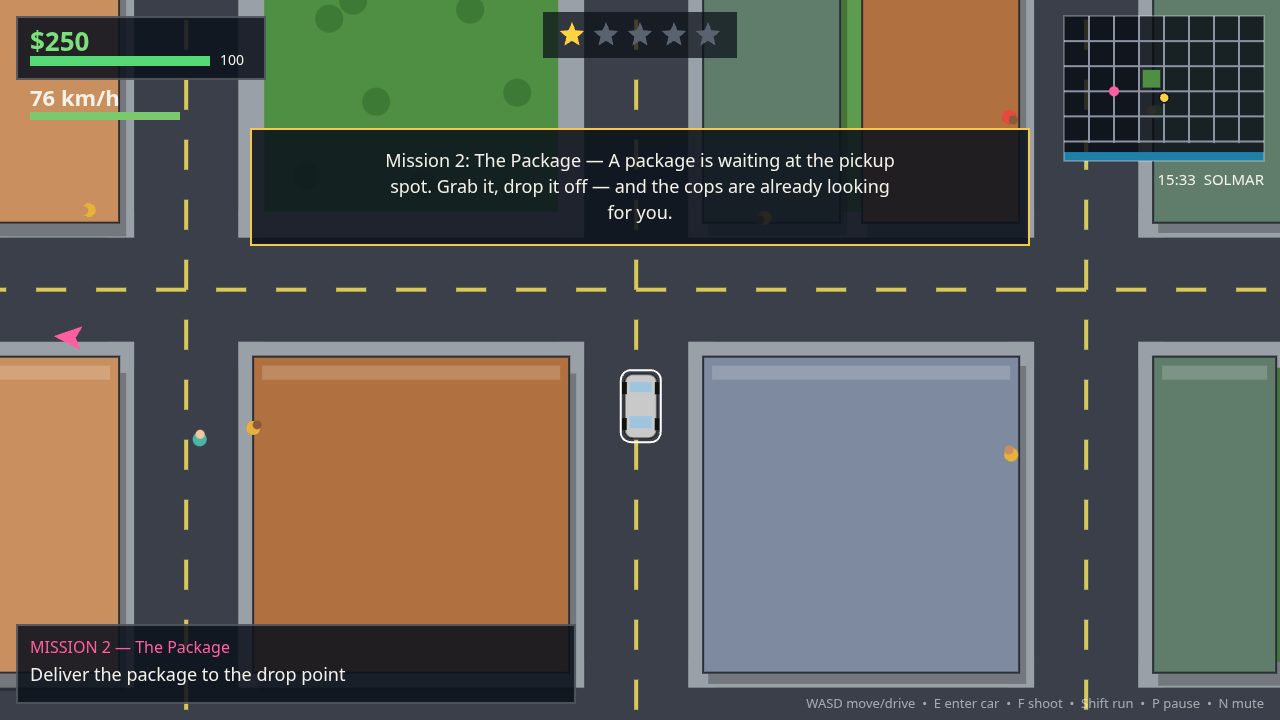 $250
100
76 km/h
Mission 2: The Package — A package is waiting at the pickup
spot. Grab it, drop it off — and the cops are already looking
for you.
15:33 SOLMAR
MISSION 2 — The Package
Deliver the package to the drop point
WASD move/drive • E enter car • F shoot • Shift run • P pause • N mute